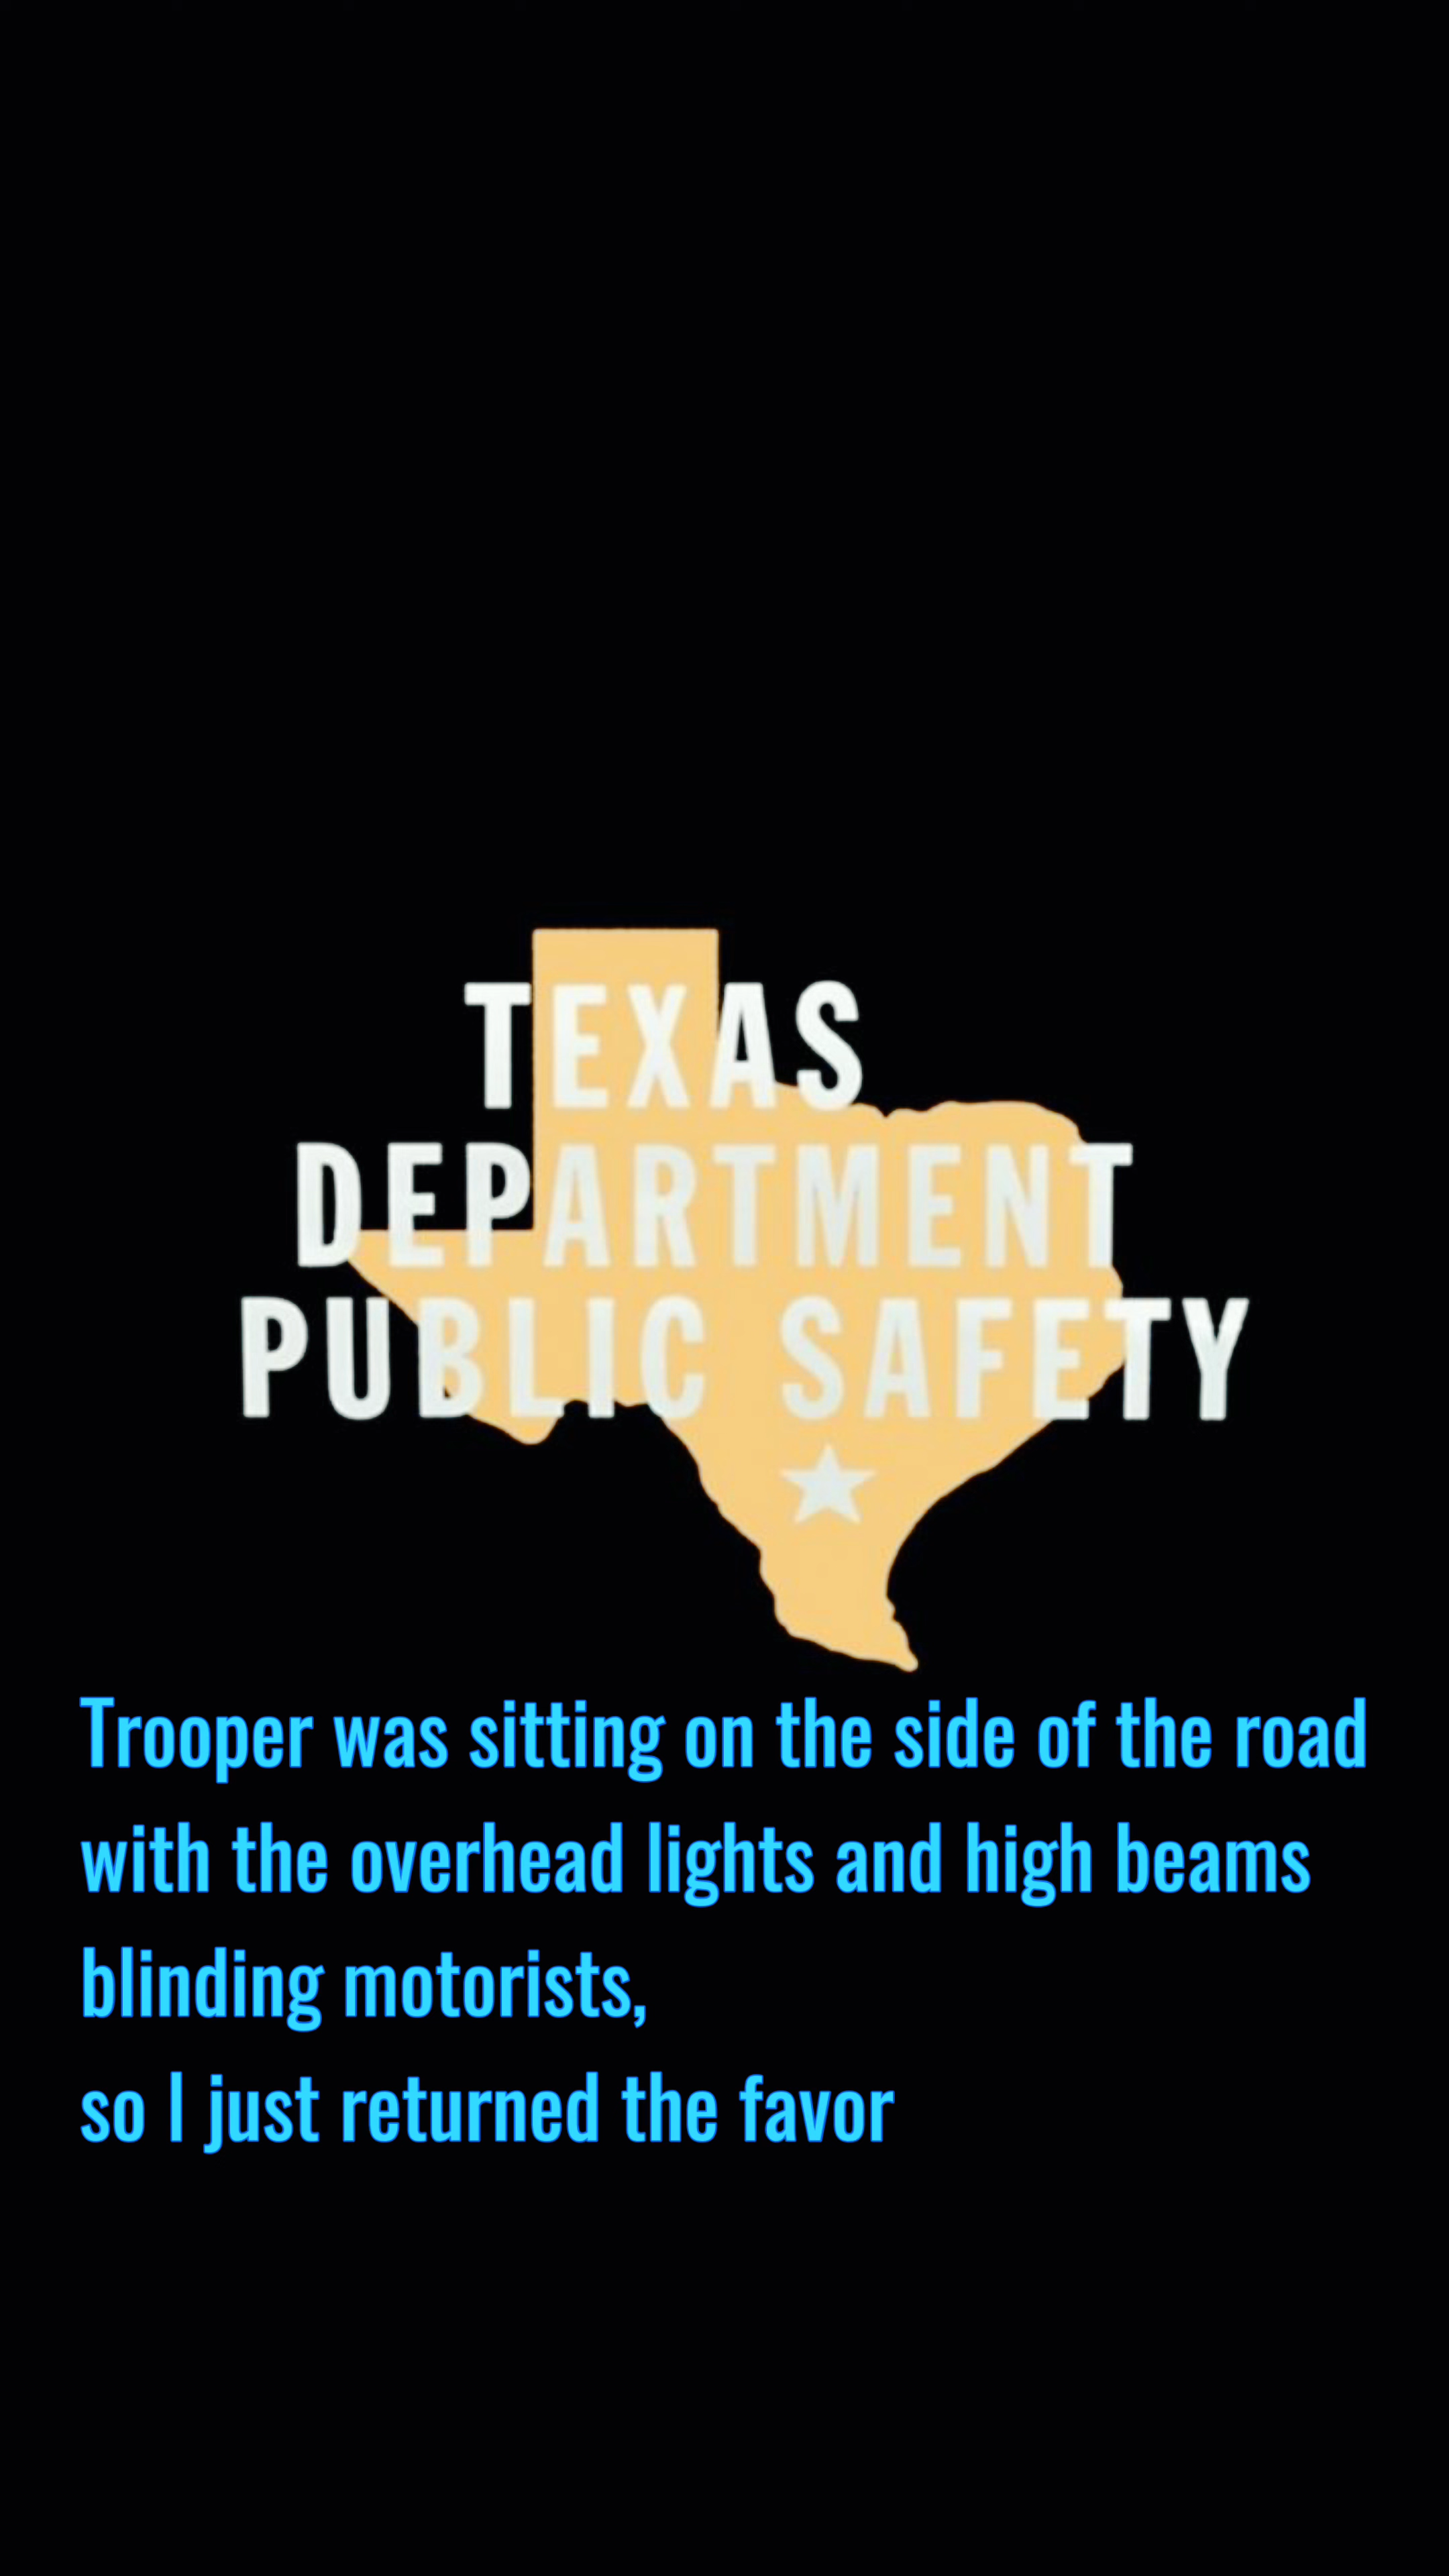 TEXAS
DEPARTMENT
PUBLIC SAFETY
Trooper was sitting on the side of the road
with the overhead lights and high beams
blinding motorists,
so I just returned the favor